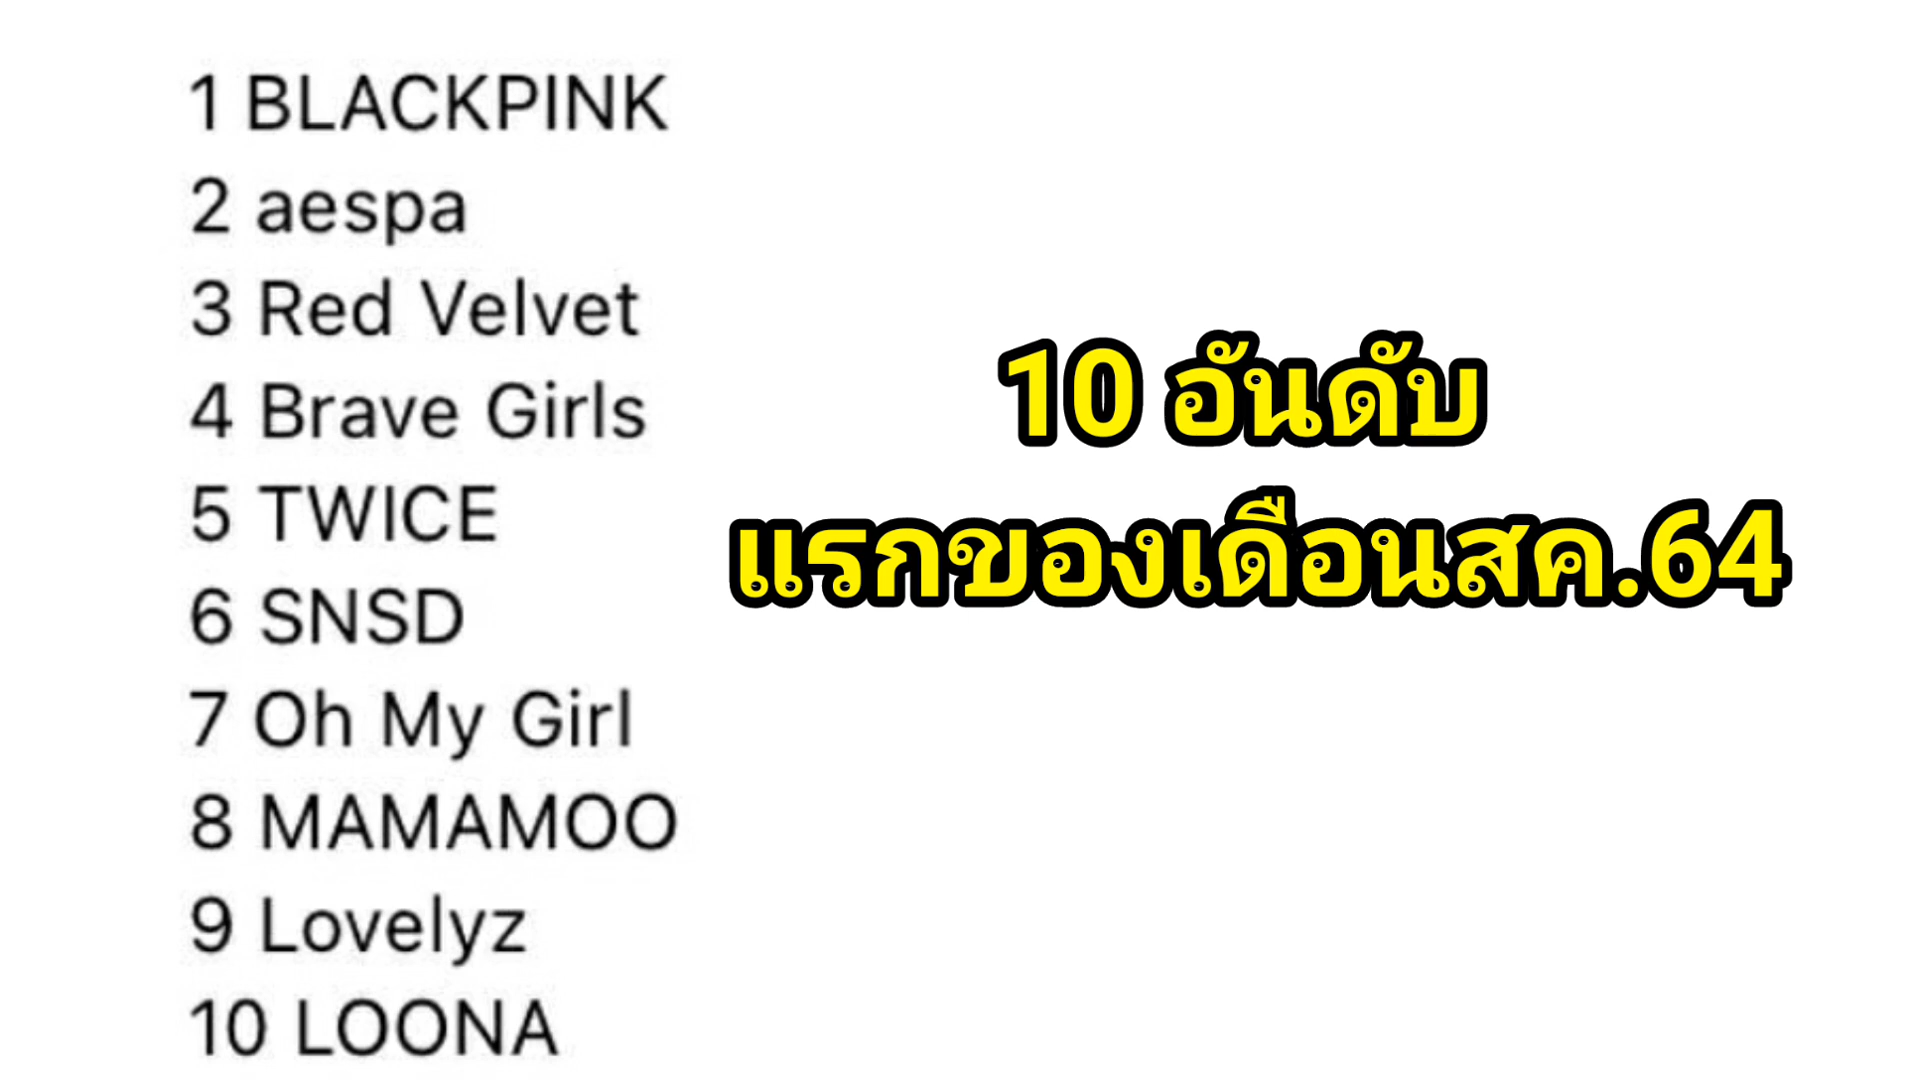 1 BLACKPINK
2 aespa
3 Red Velvet
4 Brave Girls
5 TWICE
6 SNSD
7 Oh My Girl
8 MAMAMOO
9 Lovelyz
10 LOONA
10 อันดับ
แรกของเดือนสค.64